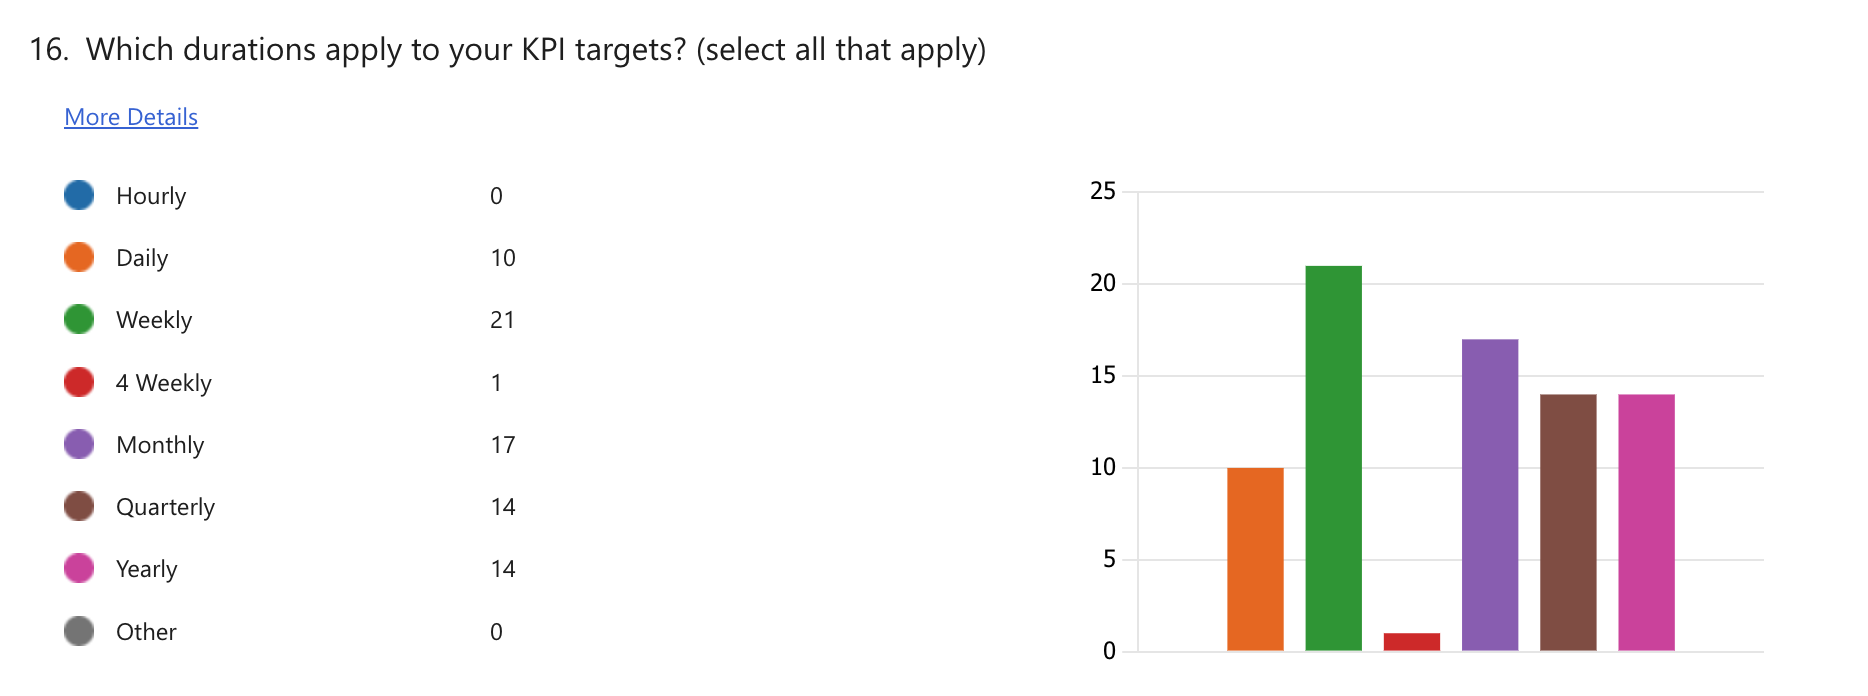 16. Which durations apply to your KPI targets? (select all that apply)
More Details
Hourly 0
Daily 10
Weekly 21
4 Weekly 1
Monthly 17
Quarterly 14
Yearly 14
Other 0
25
20
15
10
5
0